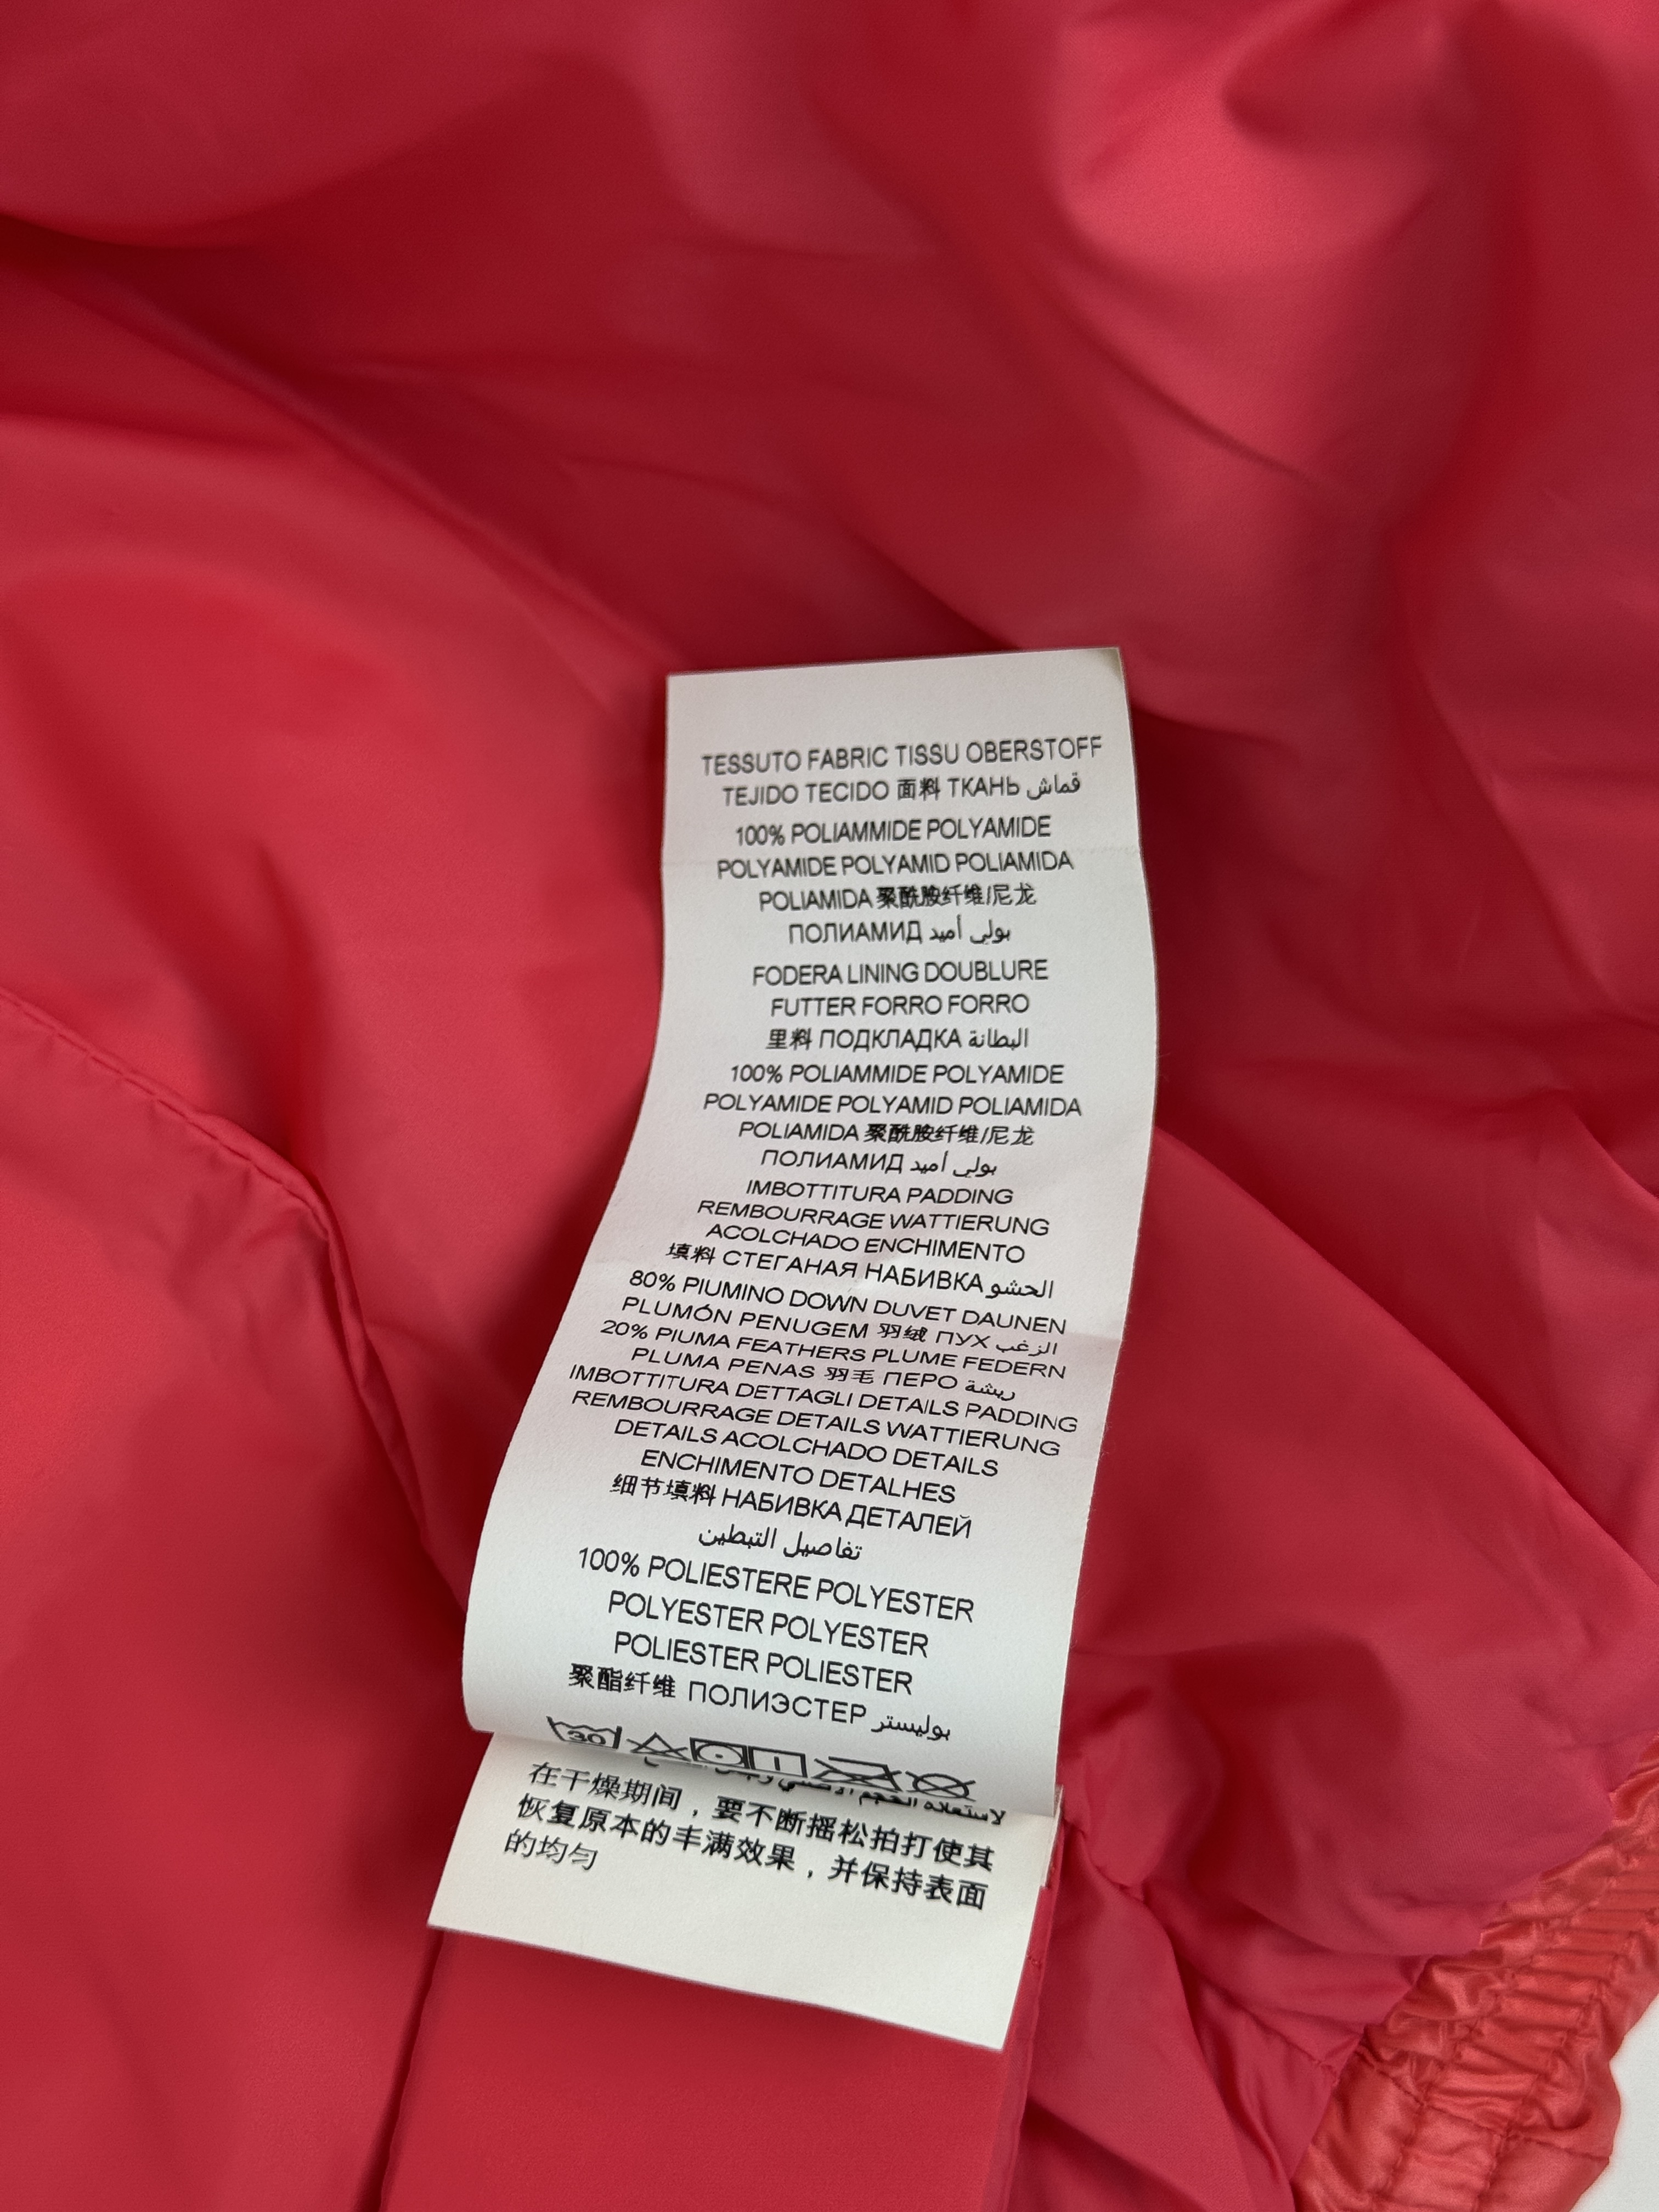 TESSUTO FABRIC TISSU OBERSTOFF
TEJIDO TECIDO 面料 ТКАНЬ قماش
100% POLIAMMIDE POLYAMIDE
POLYAMIDE POLYAMID POLIAMIDA
POLIAMIDA 聚酰胺纤维/尼龙
ПОЛИАМИД بولي أميد
FODERA LINING DOUBLURE
FUTTER FORRO FORRO
里料 ПОДКЛАДКА البطانة
100% POLIAMMIDE POLYAMIDE
POLYAMIDE POLYAMID POLIAMIDA
POLIAMIDA 聚酰胺纤维/尼龙
ПОЛИАМИД بولي أميد
IMBOTTITURA PADDING
REMBOURRAGE WATTIERUNG
ACOLCHADO ENCHIMENTO
填料 СТЕГАНАЯ НАБИВКА الحشو
80% PIUMINO DOWN DUVET DAUNEN
PLUMÓN PENUGEM 羽绒 ПУХ الزغب
20% PIUMA FEATHERS PLUME FEDERN
PLUMA PENAS 羽毛 ПЕРО ريشة
IMBOTTITURA DETTAGLI DETAILS PADDING
REMBOURRAGE DETAILS WATTIERUNG
DETAILS ACOLCHADO DETAILS
ENCHIMENTO DETALHES
细节填料 НАБИВКА ДЕТАЛЕЙ
تفاصيل التبطين
100% POLIESTERE POLYESTER
POLYESTER POLYESTER
POLIESTER POLIESTER
聚酯纤维 ПОЛИЭСТЕР بوليستر
30
لاستعادة الحجم
在干燥期间，要不断摇松拍打使其
恢复原本的丰满效果，并保持表面
的均匀